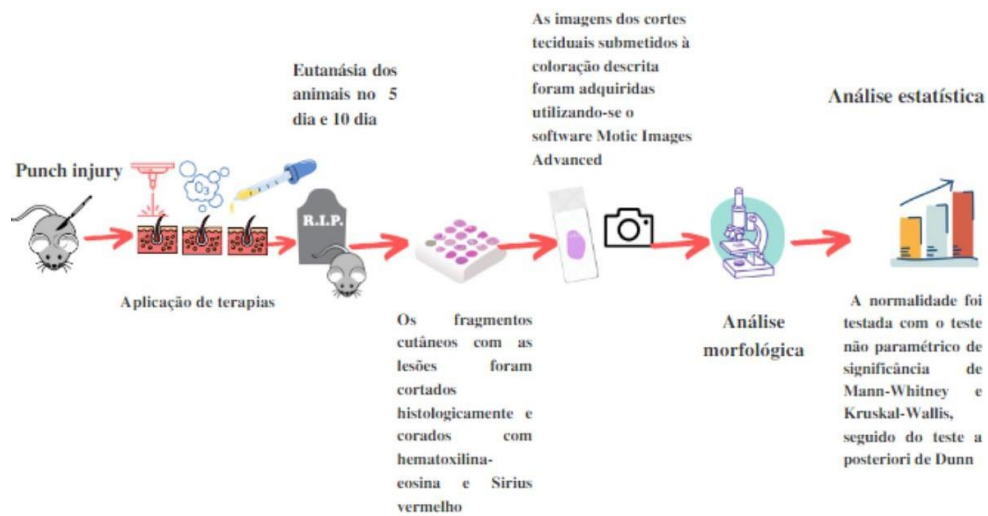 Punch injury
O3
Aplicação de terapias
Eutanásia dos
animais no 5
dia e 10 dia
R.I.P.
Os fragmentos
cutâneos com as
lesões foram
cortados
histologicamente e
corados com
hematoxilina-
eosina e Sirius
vermelho
As imagens dos cortes
teciduais submetidos à
coloração descrita
foram adquiridas
utilizando-se o
software Motic Images
Advanced
Análise
morfológica
Análise estatística
A normalidade foi
testada com o teste
não paramétrico de
significância de
Mann-Whitney e
Kruskal-Wallis,
seguido do teste a
posteriori de Dunn